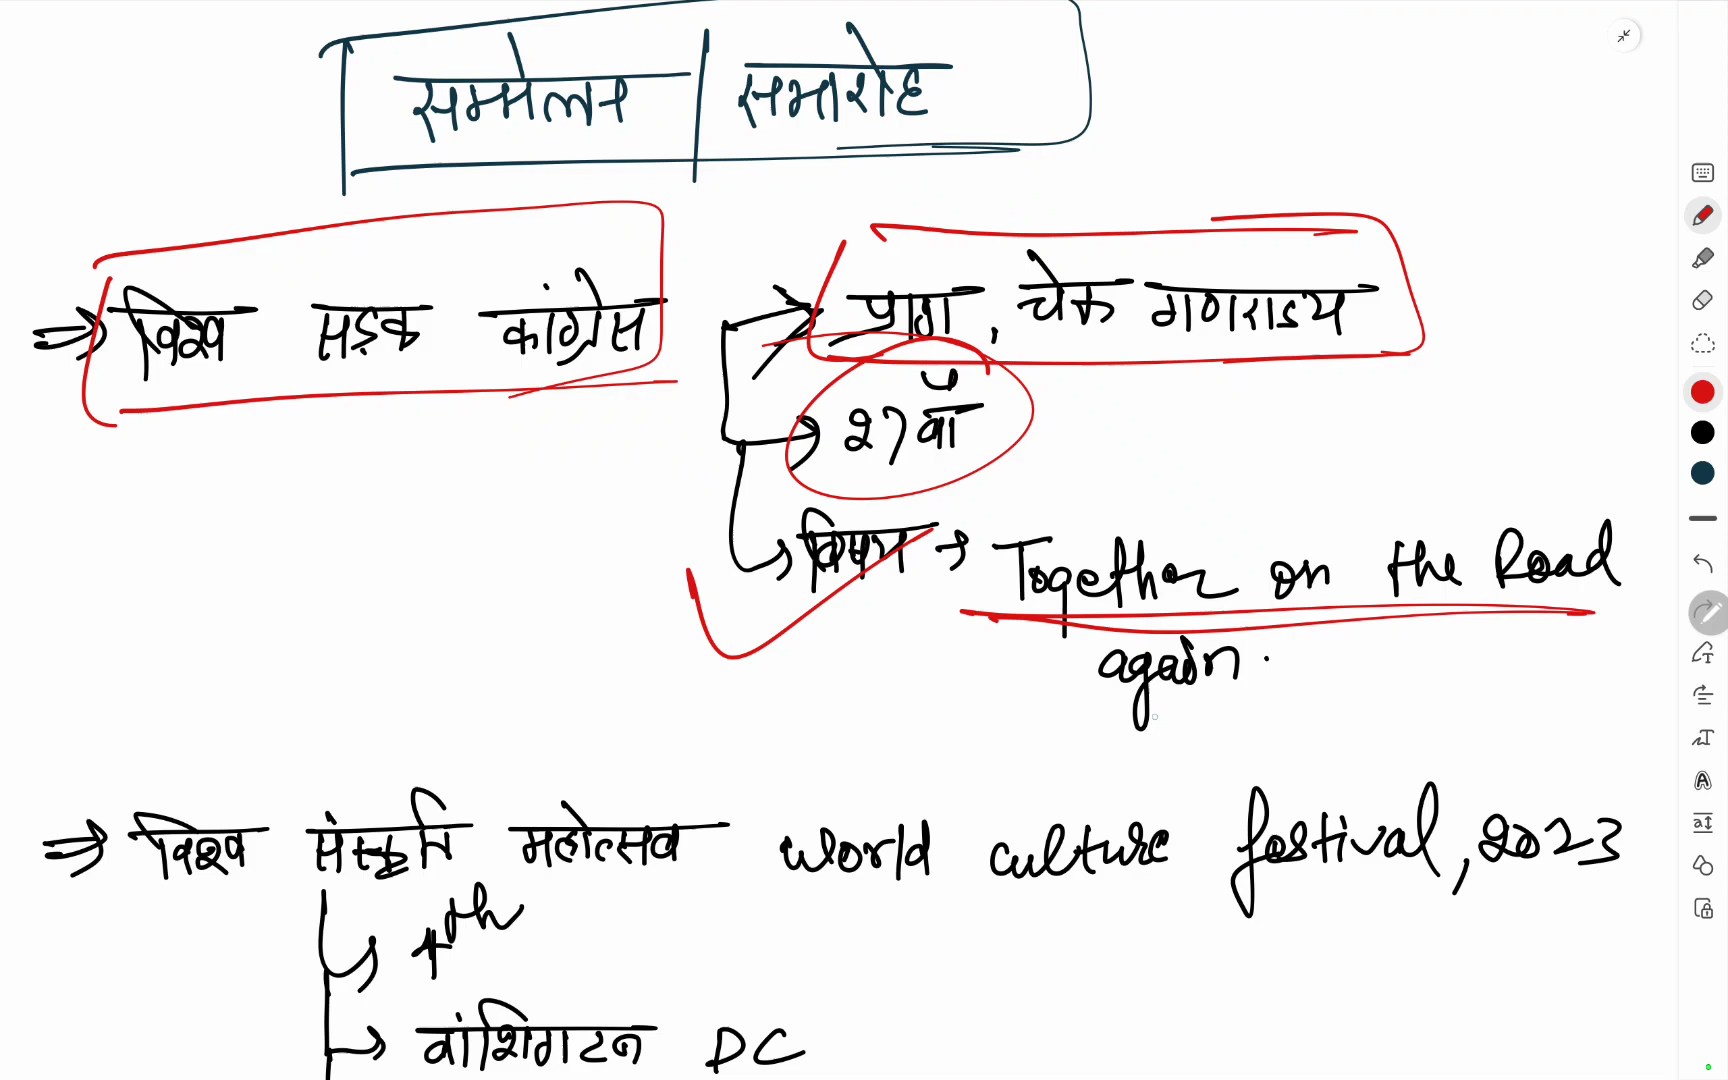 सम्मेलन | समारोह
⇒ विश्व सड़क कांग्रेस → प्राग, चेक गणराज्य
→ 27वाँ
→ विषय → Together on the Road
again.
⇒ विश्व संस्कृति महोत्सव World culture festival, 2023
→ 4th
→ वांशिगटन DC